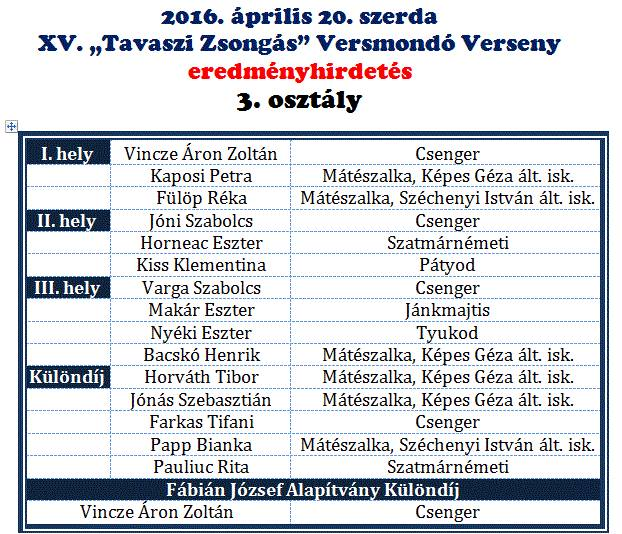 2016. április 20. szerda
XV. „Tavaszi Zsongás” Versmondó Verseny
eredményhirdetés
3. osztály
I. hely Vincze Áron Zoltán Csenger
Kaposi Petra Mátészalka, Képes Géza ált. isk.
Fülöp Réka Mátészalka, Széchenyi István ált. isk.
II. hely Jóni Szabolcs Csenger
Horneac Eszter Szatmárnémeti
Kiss Klementina Pátyod
III. hely Varga Szabolcs Csenger
Makár Eszter Jánkmajtis
Nyéki Eszter Tyukod
Bacskó Henrik Mátészalka, Képes Géza ált. isk.
Különdíj Horváth Tibor Mátészalka, Képes Géza ált. isk.
Jónás Szebasztián Mátészalka, Képes Géza ált. isk.
Farkas Tifani Csenger
Papp Bianka Mátészalka, Széchenyi István ált. isk.
Pauliuc Rita Szatmárnémeti
Fábián József Alapítvány Különdíj
Vincze Áron Zoltán Csenger